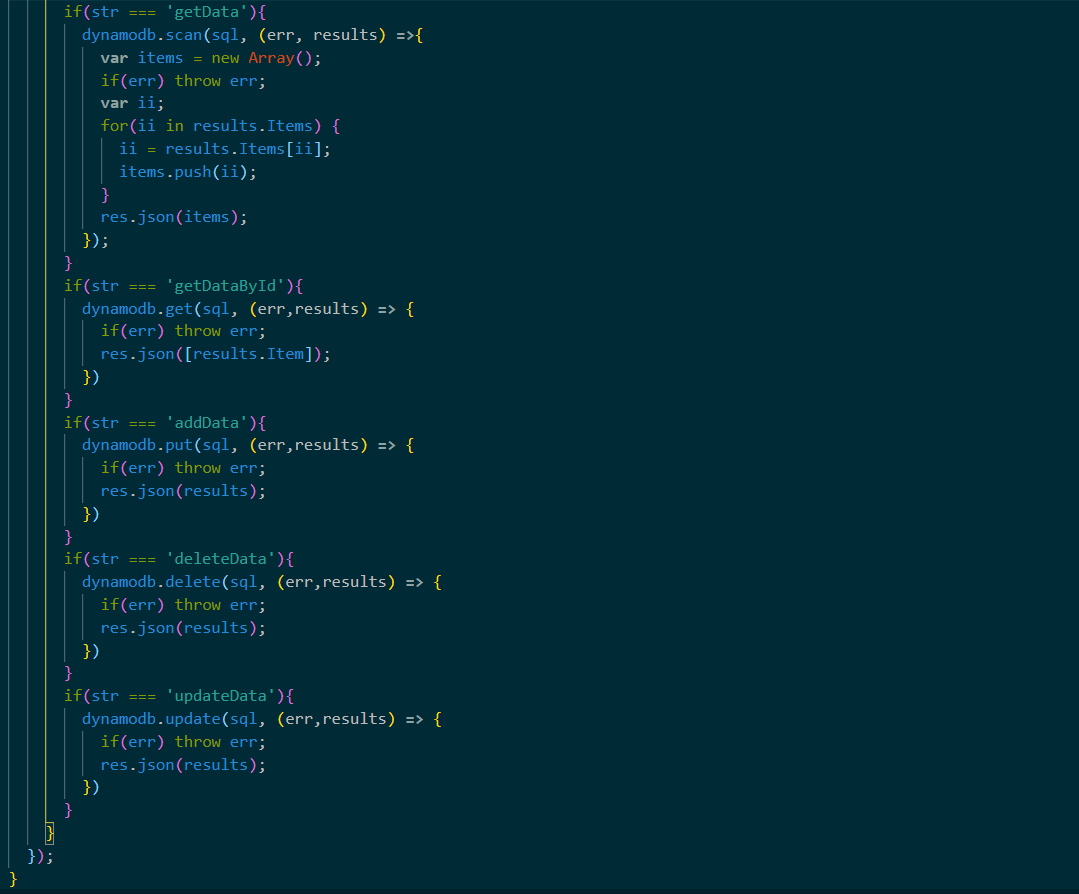 if(str === 'getData'){
dynamodb.scan(sql, (err, results) =>{
var items = new Array();
if(err) throw err;
var ii;
for(ii in results.Items) {
ii = results.Items[ii];
items.push(ii);
}
res.json(items);
});
}
if(str === 'getDataById'){
dynamodb.get(sql, (err,results) => {
if(err) throw err;
res.json([results.Item]);
})
}
if(str === 'addData'){
dynamodb.put(sql, (err,results) => {
if(err) throw err;
res.json(results);
})
}
if(str === 'deleteData'){
dynamodb.delete(sql, (err,results) => {
if(err) throw err;
res.json(results);
})
}
if(str === 'updateData'){
dynamodb.update(sql, (err,results) => {
if(err) throw err;
res.json(results);
})
}
}
});
}